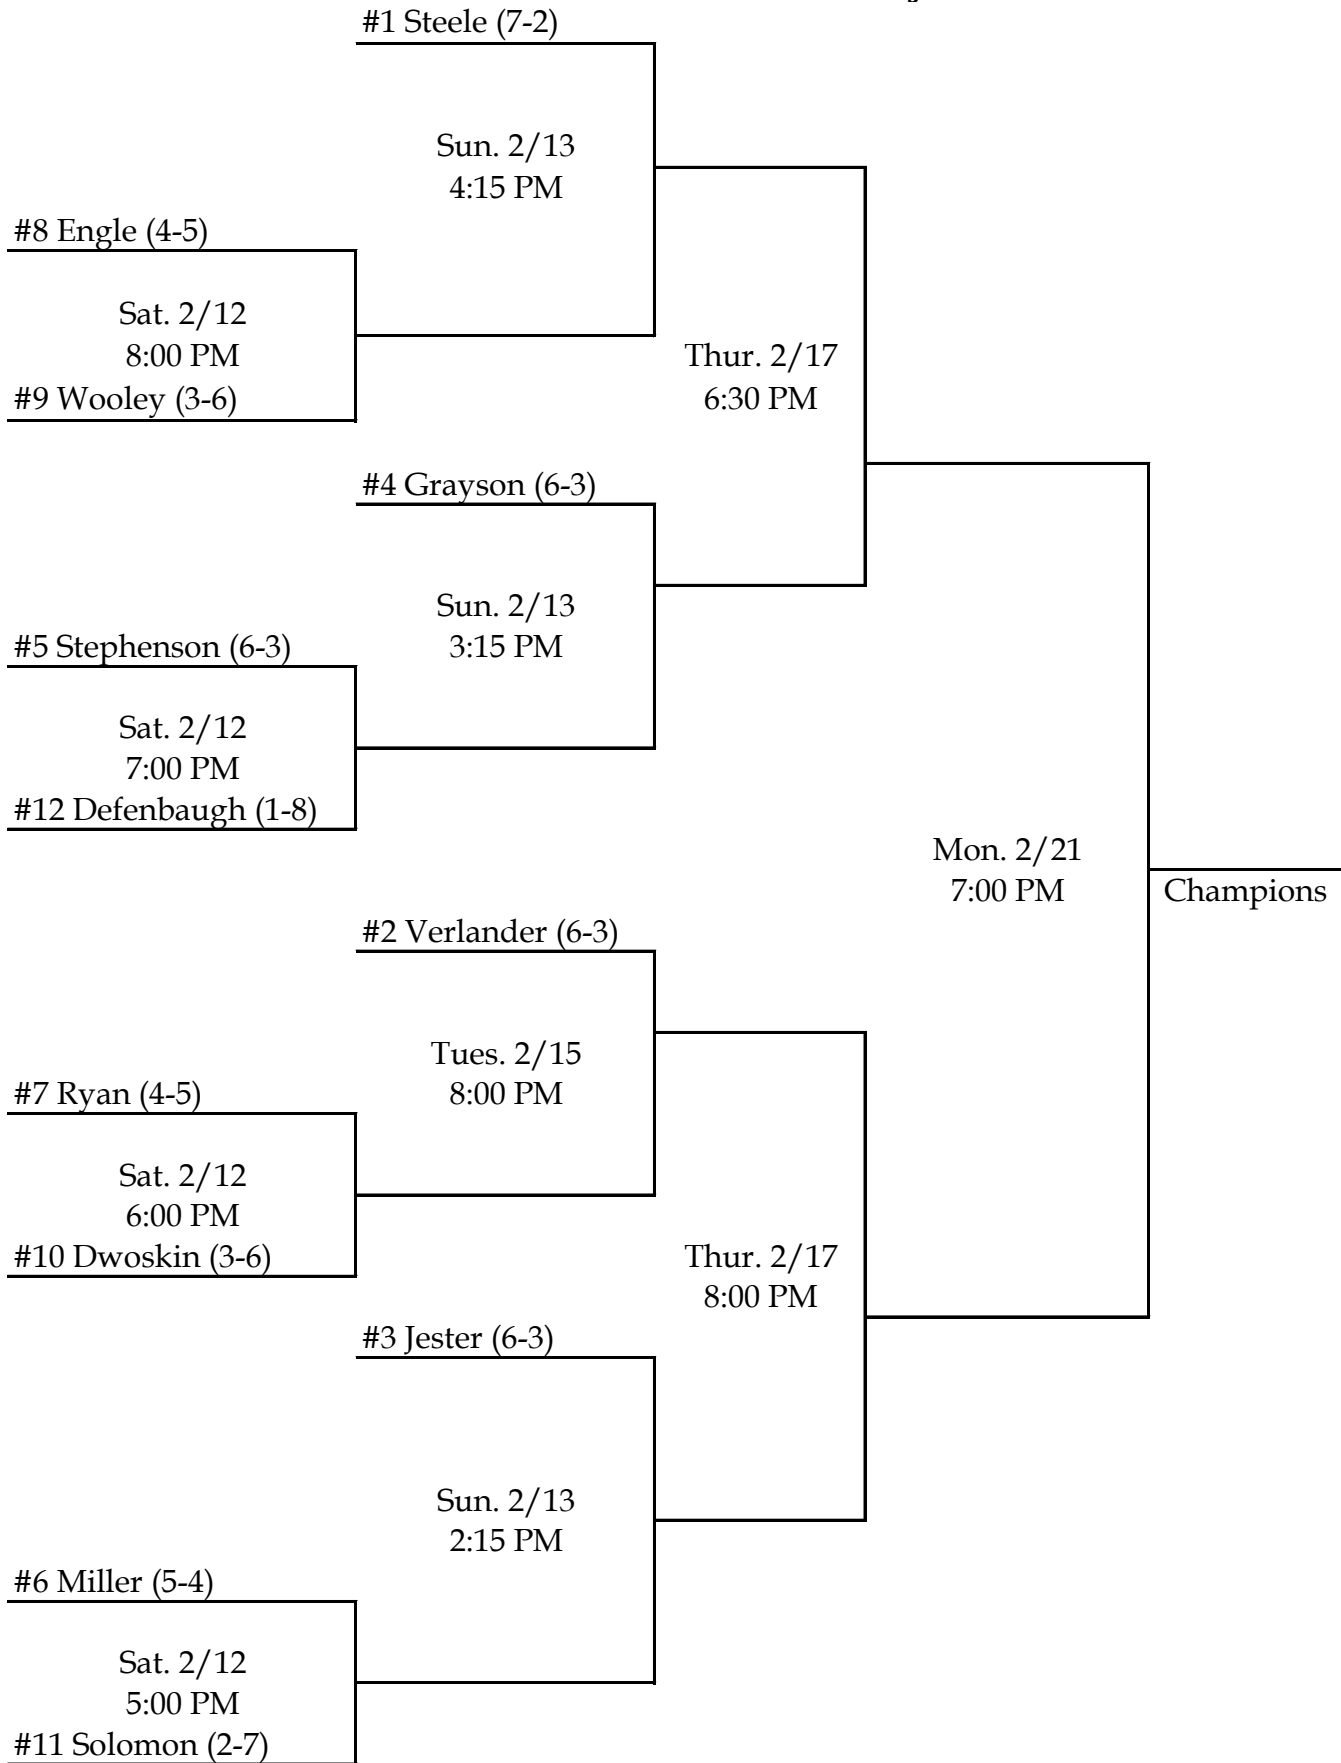 #1 Steele (7-2)
Sun. 2/13
4:15 PM
#8 Engle (4-5)
Sat. 2/12
8:00 PM
#9 Wooley (3-6)
Thur. 2/17
6:30 PM
#4 Grayson (6-3)
Sun. 2/13
3:15 PM
#5 Stephenson (6-3)
Sat. 2/12
7:00 PM
#12 Defenbaugh (1-8)
Mon. 2/21
7:00 PM
Champions
#2 Verlander (6-3)
Tues. 2/15
8:00 PM
#7 Ryan (4-5)
Sat. 2/12
6:00 PM
#10 Dwoskin (3-6)
Thur. 2/17
8:00 PM
#3 Jester (6-3)
Sun. 2/13
2:15 PM
#6 Miller (5-4)
Sat. 2/12
5:00 PM
#11 Solomon (2-7)